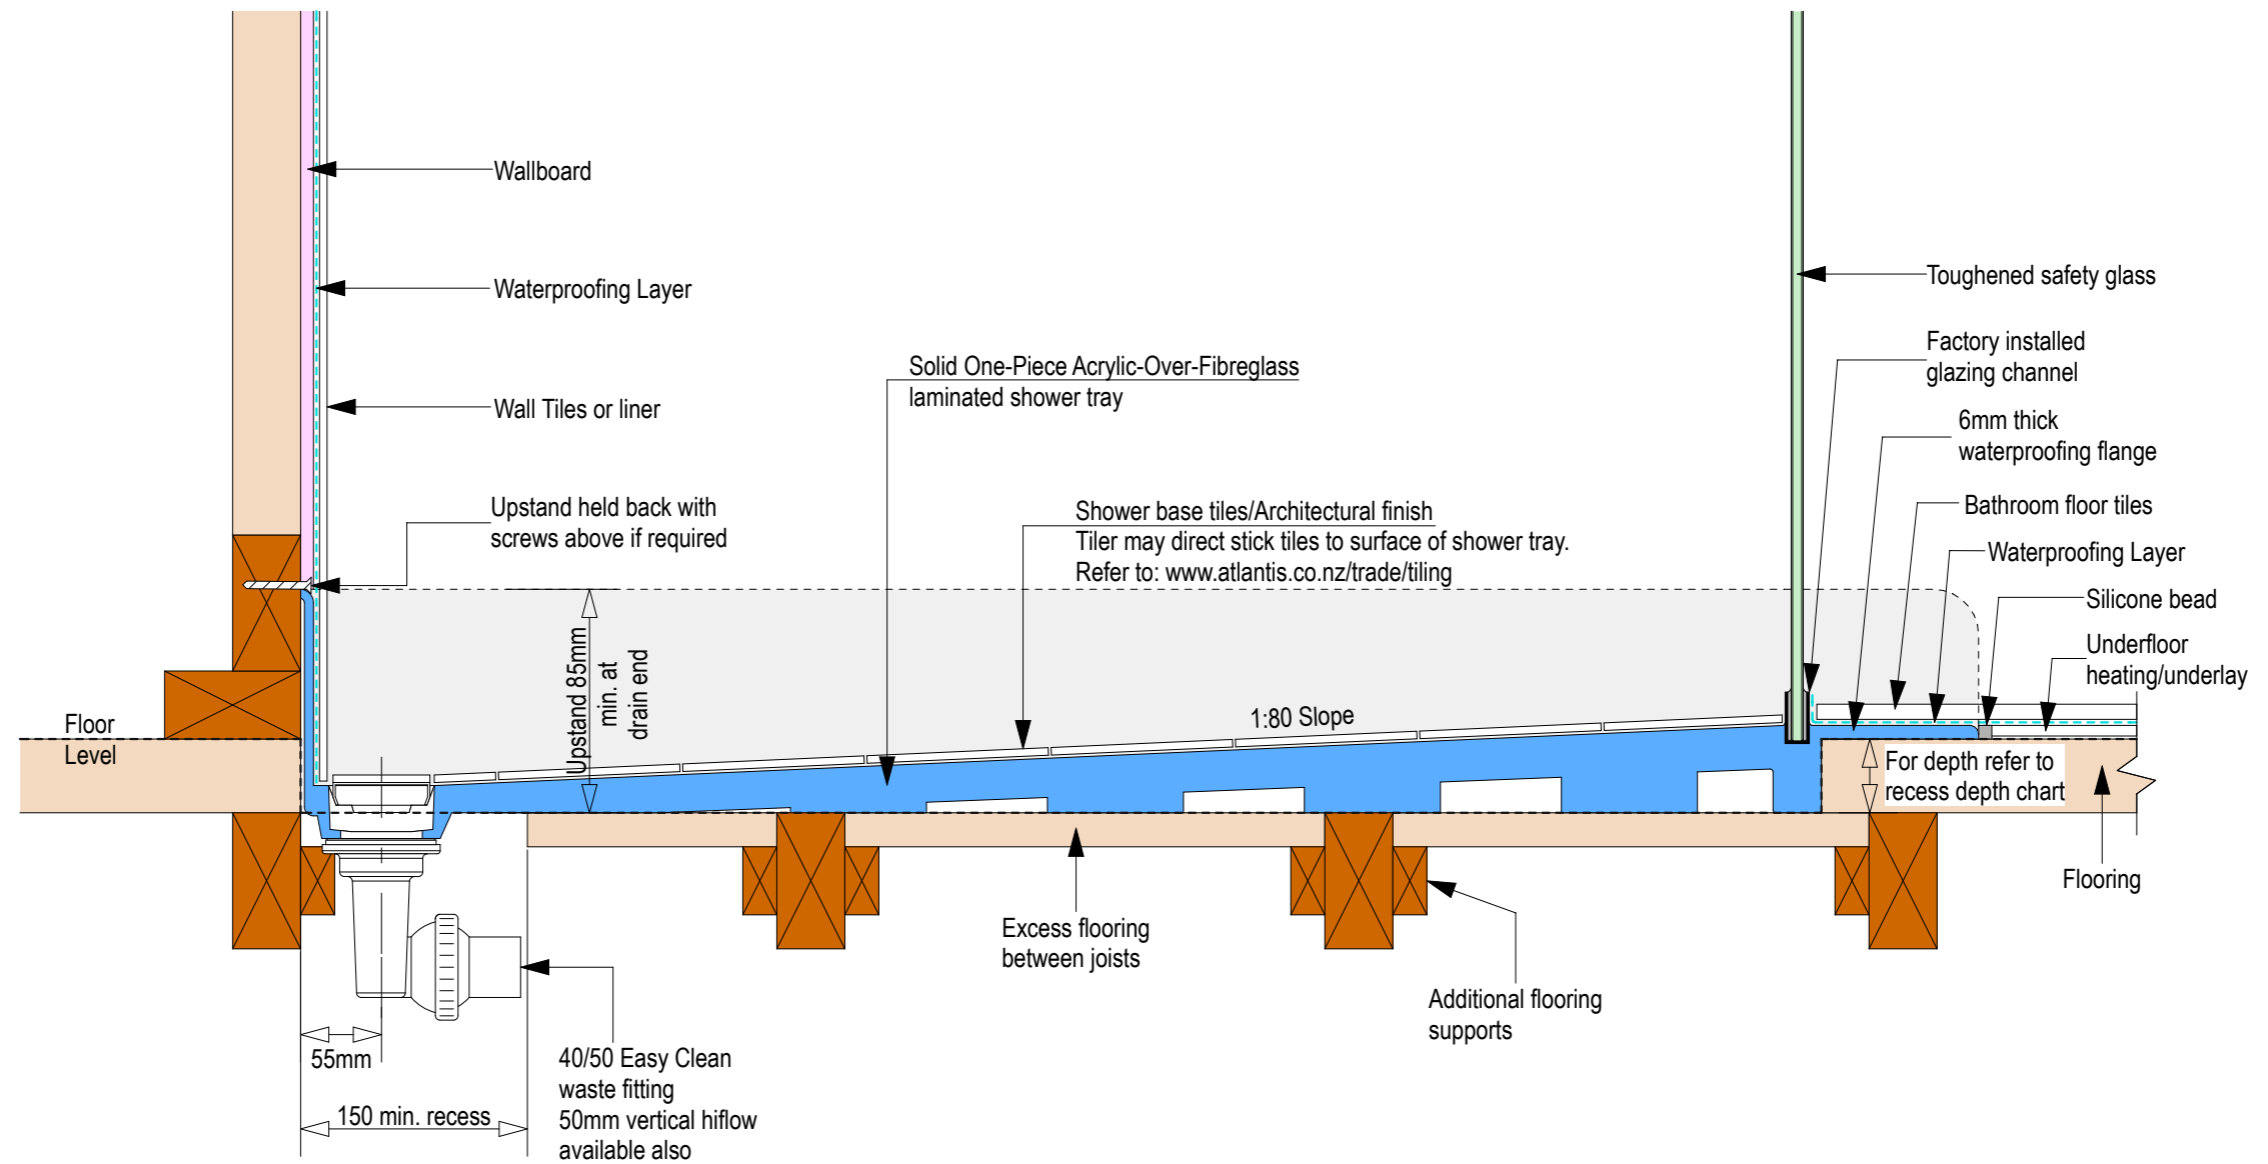 Wallboard
Waterproofing Layer
Wall Tiles or liner
Upstand held back with
screws above if required
Solid One-Piece Acrylic-Over-Fibreglass
laminated shower tray
Shower base tiles/Architectural finish
Tiler may direct stick tiles to surface of shower tray.
Refer to: www.atlantis.co.nz/trade/tiling
Toughened safety glass
Factory installed
glazing channel
6mm thick
waterproofing flange
Bathroom floor tiles
Waterproofing Layer
Silicone bead
Underfloor
heating/underlay
Floor
Level
Upstand 85mm
min. at
drain end
1:80 Slope
For depth refer to
recess depth chart
Flooring
Excess flooring
between joists
Additional flooring
supports
55mm
150 min. recess
40/50 Easy Clean
waste fitting
50mm vertical hiflow
available also